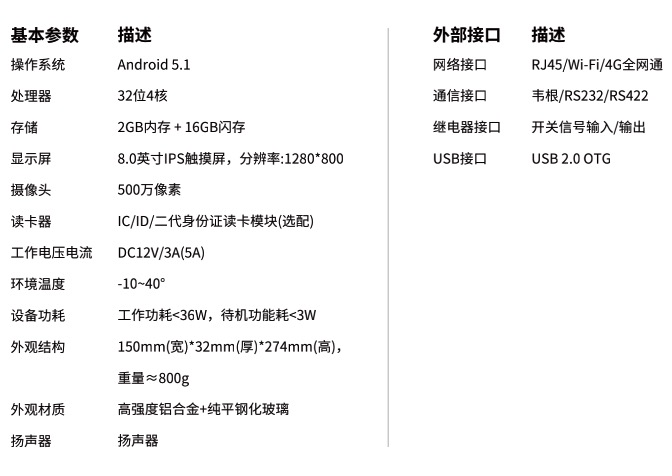 基本参数 描述
操作系统 Android 5.1
处理器 32位4核
存储 2GB内存 + 16GB闪存
显示屏 8.0英寸IPS触摸屏，分辨率:1280*800
摄像头 500万像素
读卡器 IC/ID/二代身份证读卡模块(选配)
工作电压电流 DC12V/3A(5A)
环境温度 -10~40°
设备功耗 工作功耗<36W，待机功能耗<3W
外观结构 150mm(宽)*32mm(厚)*274mm(高)，
重量≈800g
外观材质 高强度铝合金+纯平钢化玻璃
扬声器 扬声器
外部接口 描述
网络接口 RJ45/Wi-Fi/4G全网通
通信接口 韦根/RS232/RS422
继电器接口 开关信号输入/输出
USB接口 USB 2.0 OTG